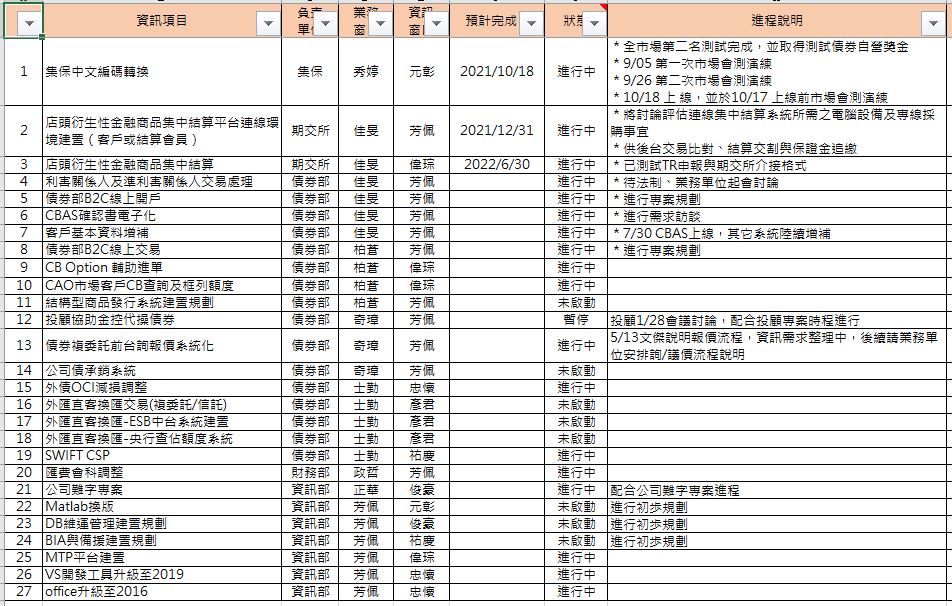 資訊項目 負責單位 業務窗 資訊窗 預計完成 狀態 進程說明
1 集保中文編碼轉換 集保 秀婷 元彰 2021/10/18 進行中 * 全市場第二名測試完成，並取得測試債券自營獎金
* 9/05 第一次市場會測演練
* 9/26 第二次市場會測演練
* 10/18 上 線，並於10/17 上線前市場會測演練
2 店頭衍生性金融商品集中結算平台連線環境建置（客戶或結算會員） 期交所 佳旻 芳佩 2021/12/31 進行中 * 將討論評估連線集中結算系統所需之電腦設備及專線採
購事宜
* 供後台交易比對、結算交割與保證金追繳
3 店頭衍生性金融商品集中結算 期交所 佳旻 偉琮 2022/6/30 進行中 * 已測試TR申報與期交所介接格式
4 利害關係人及準利害關係人交易處理 債券部 佳旻 芳佩 進行中 * 待法制、業務單位起會討論
5 債券部B2C線上開戶 債券部 佳旻 芳佩 進行中 * 進行專案規劃
6 CBAS確認書電子化 債券部 佳旻 芳佩 進行中 * 進行需求訪談
7 客戶基本資料增補 債券部 佳旻 芳佩 進行中 * 7/30 CBAS上線，其它系統陸續增補
8 債券部B2C線上交易 債券部 柏蒼 芳佩 進行中 * 進行專案規劃
9 CB Option 輔助進單 債券部 柏蒼 偉琮 進行中
10 CAO市場客戶CB查詢及框列額度 債券部 柏蒼 偉琮 進行中
11 結構型商品發行系統建置規劃 債券部 柏蒼 芳佩 未啟動
12 投顧協助金控代操債券 債券部 奇璋 芳佩 暫停 投顧1/28會議討論，配合投顧專案時程進行
13 債券複委託前台詢報價系統化 債券部 奇璋 芳佩 進行中 5/13文傑說明報價流程，資訊需求整理中，後續請業務單
位安排詢/議價流程說明
14 公司債承銷系統 債券部 奇璋 芳佩 未啟動
15 外債OCI減損調整 債券部 士勤 忠懷 進行中
16 外匯直客換匯交易(複委託/信託) 債券部 士勤 彥君 未啟動
17 外匯直客換匯-ESB中台系統建置 債券部 士勤 彥君 未啟動
18 外匯直客換匯-央行查佔額度系統 債券部 士勤 彥君 未啟動
19 SWIFT CSP 債券部 士勤 祐慶 進行中
20 匯費會科調整 財務部 政哲 芳佩 進行中
21 公司難字專案 資訊部 正華 俊豪 進行中 配合公司難字專案進程
22 Matlab換版 資訊部 芳佩 元彰 未啟動 進行初步規劃
23 DB維運管理建置規劃 資訊部 芳佩 俊豪 未啟動 進行初步規劃
24 BIA與備援建置規劃 資訊部 芳佩 祐慶 未啟動 進行初步規劃
25 MTP平台建置 資訊部 芳佩 偉琮 進行中
26 VS開發工具升級至2019 資訊部 芳佩 忠懷 進行中
27 office升級至2016 資訊部 芳佩 忠懷 進行中